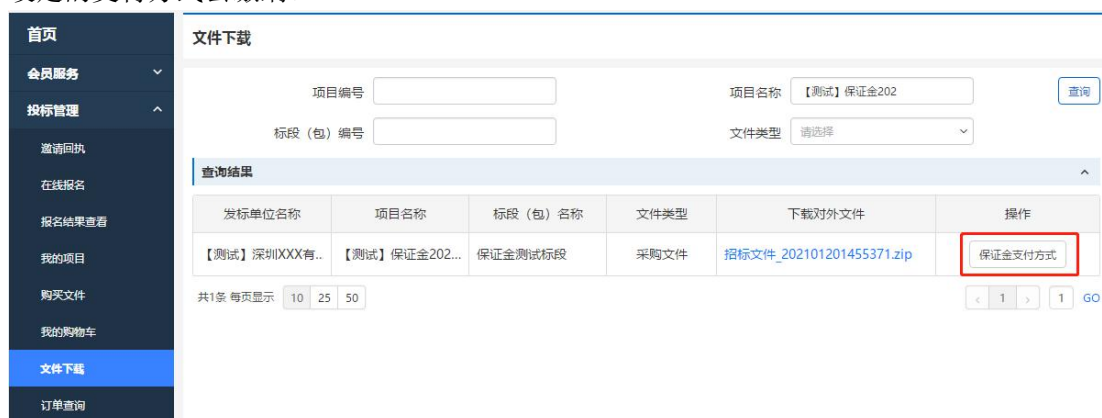 首页
会员服务
投标管理
邀请回执
在线报名
报名结果查看
我的项目
购买文件
我的购物车
文件下载
订单查询
文件下载
项目编号
项目名称 【测试】保证金202
查询
标段（包）编号
文件类型 请选择
查询结果
发标单位名称 项目名称 标段（包）名称 文件类型 下载对外文件 操作
【测试】深圳XXX有.. 【测试】保证金202... 保证金测试标段 采购文件 招标文件_202101201455371.zip 保证金支付方式
共1条 每页显示 10 25 50
< 1 > 1 GO